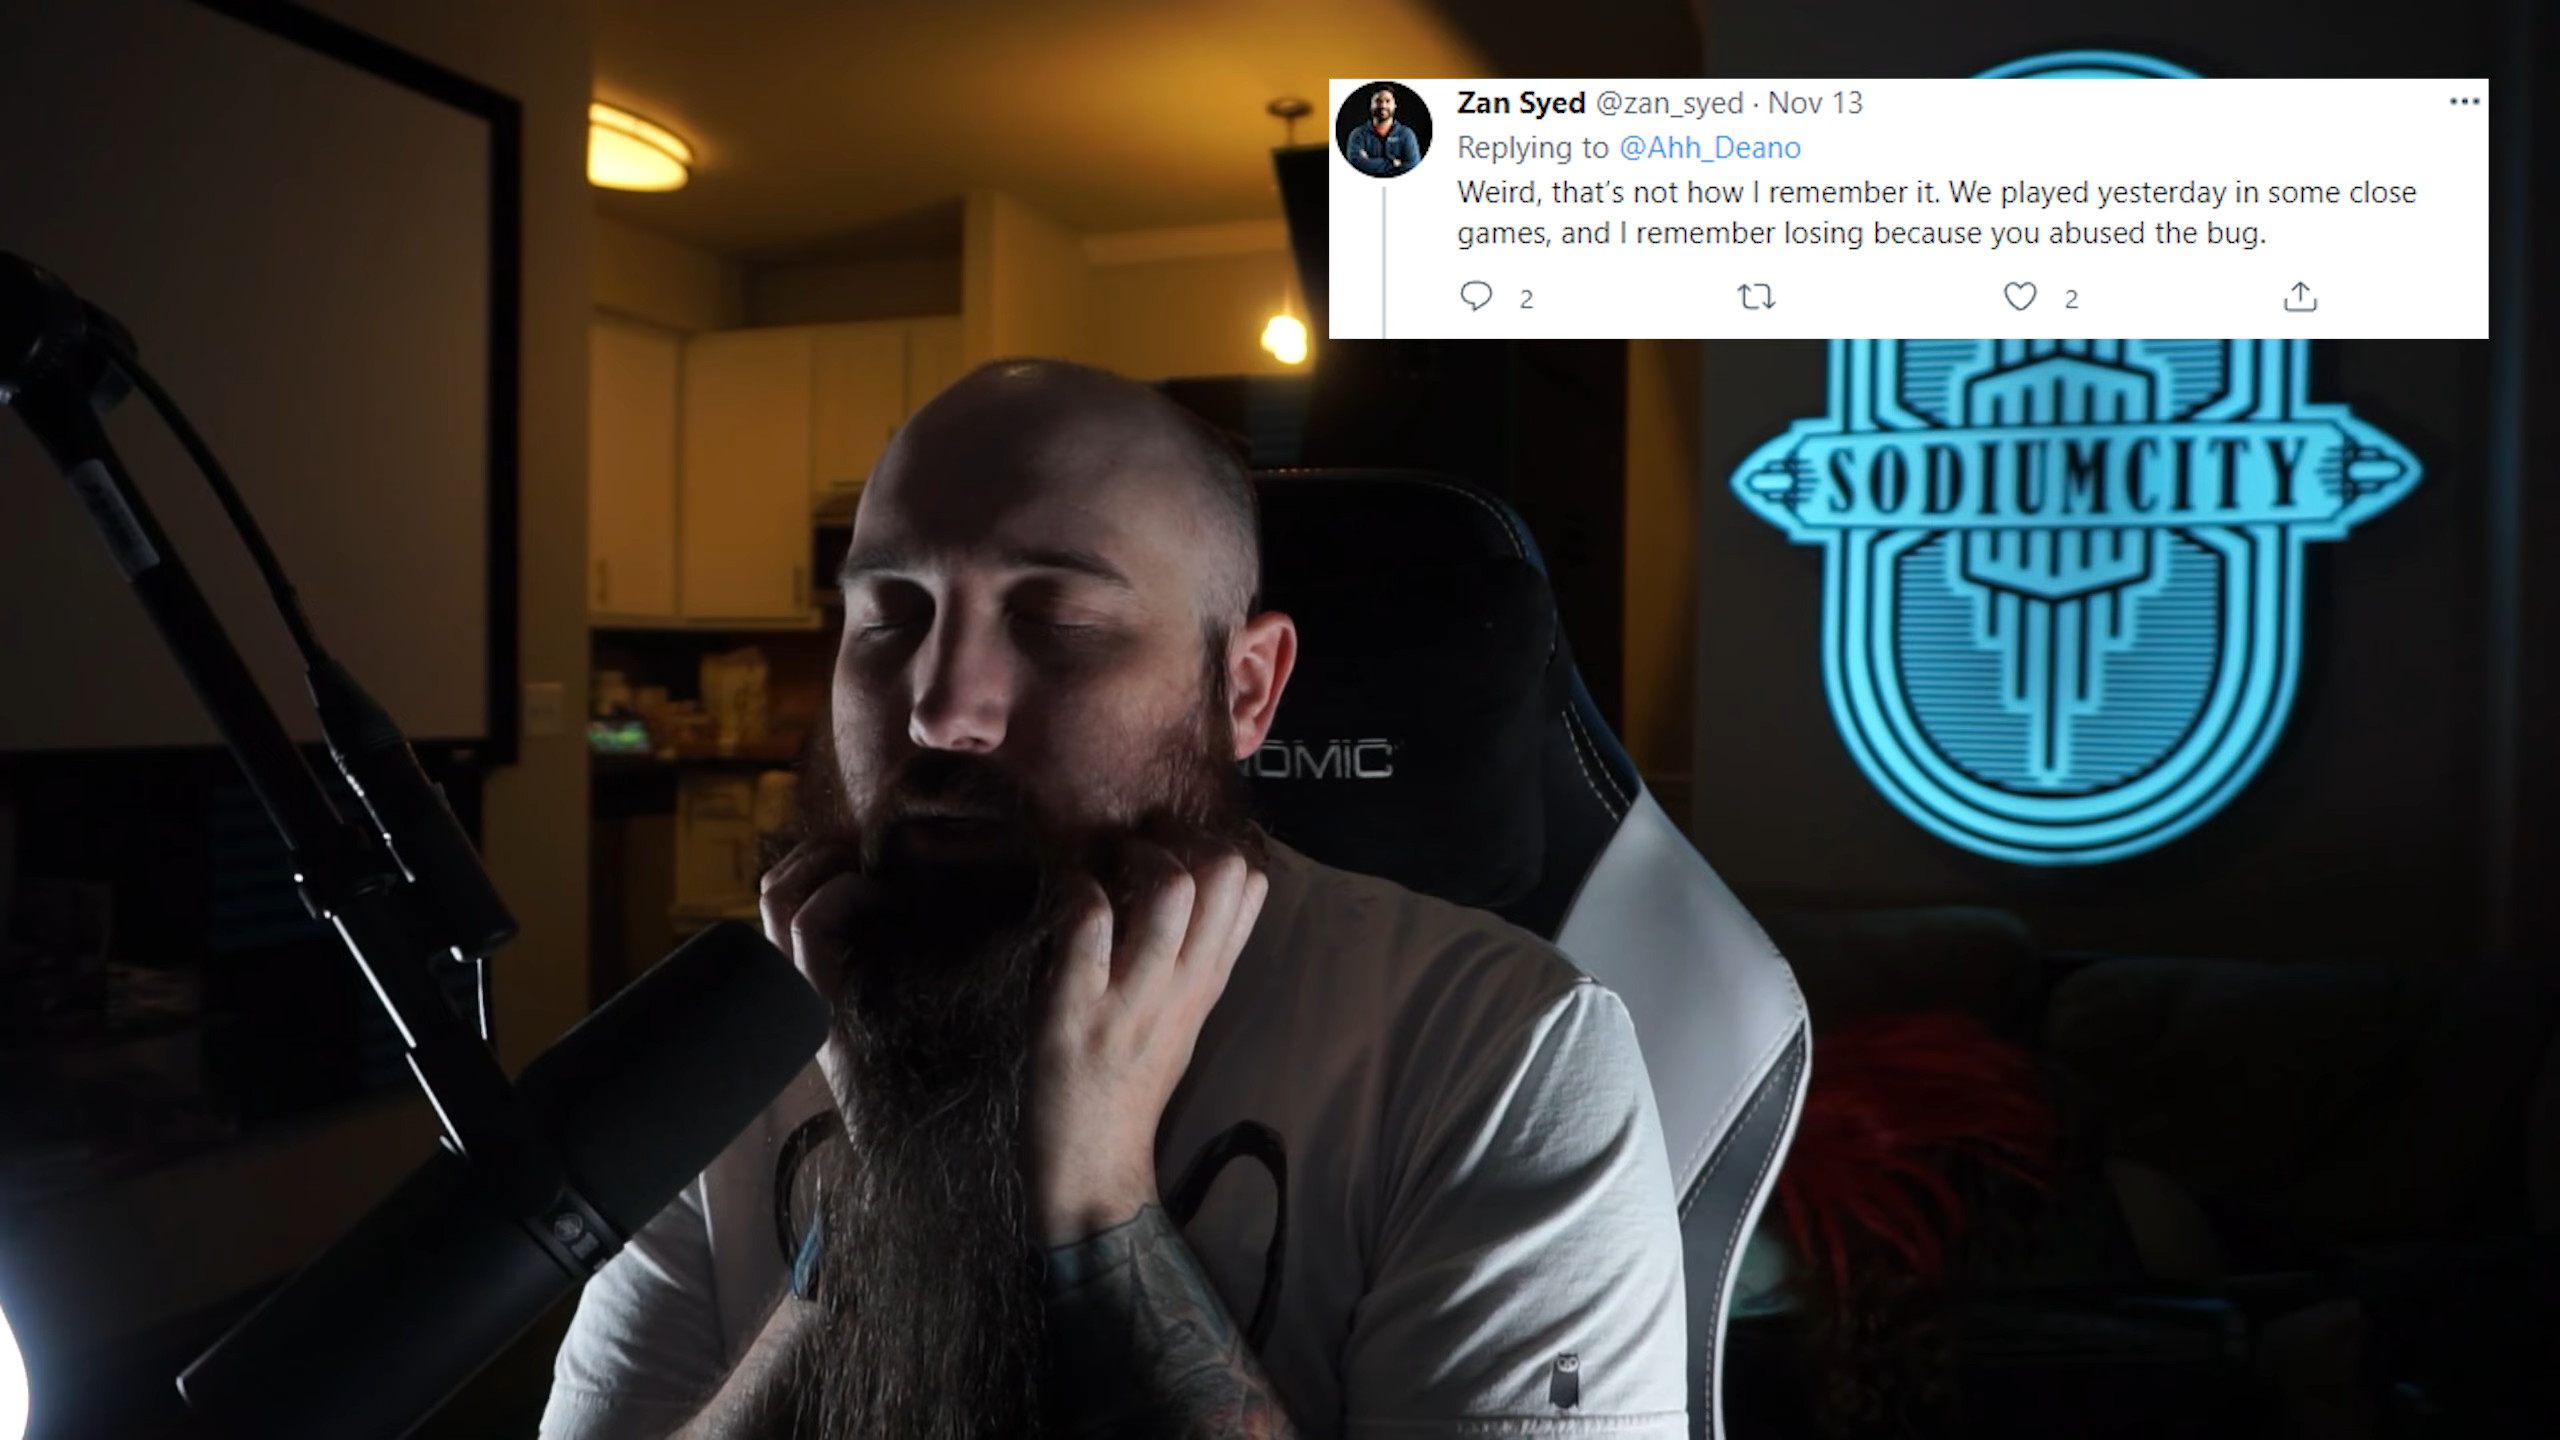 Zan Syed @zan_syed · Nov 13
Replying to @Ahh_Deano
Weird, that's not how I remember it. We played yesterday in some close
games, and I remember losing because you abused the bug.
2
2
SODIUMCITY
OMIC